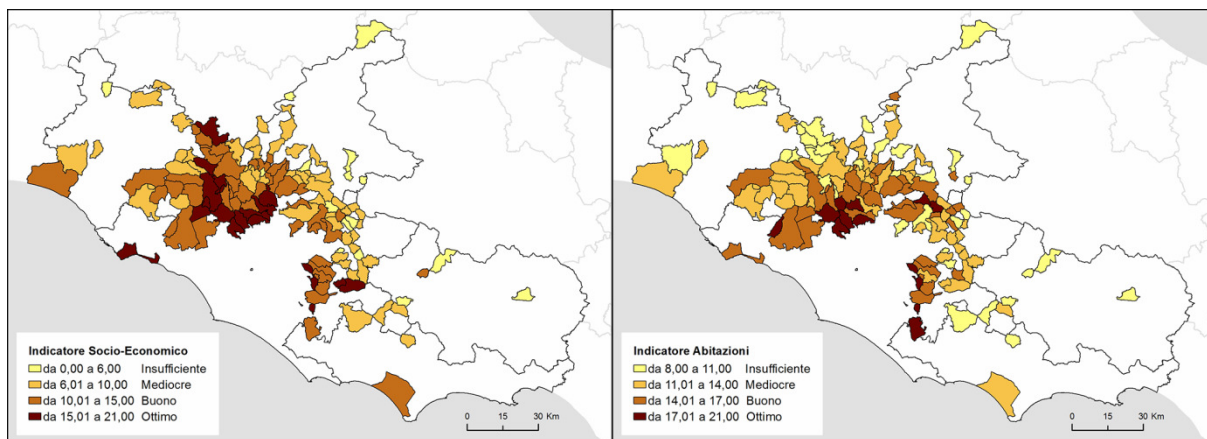 Indicatore Socio-Economico
da 0,00 a 6,00 Insufficiente
da 6,01 a 10,00 Mediocre
da 10,01 a 15,00 Buono
da 15,01 a 21,00 Ottimo
0 15 30 Km
Indicatore Abitazioni
da 8,00 a 11,00 Insufficiente
da 11,01 a 14,00 Mediocre
da 14,01 a 17,00 Buono
da 17,01 a 21,00 Ottimo
0 15 30 Km